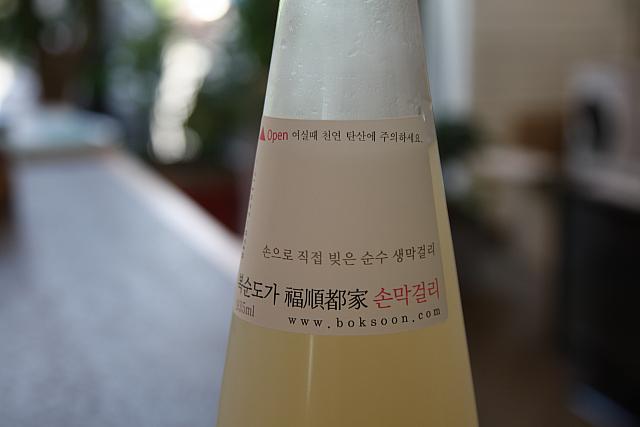 Open 여실때 천연 탄산에 주의하세요.
손으로 직접 빚은 순수 생막걸리
복순도가 福順都家 손막걸리
www.boksoon.com